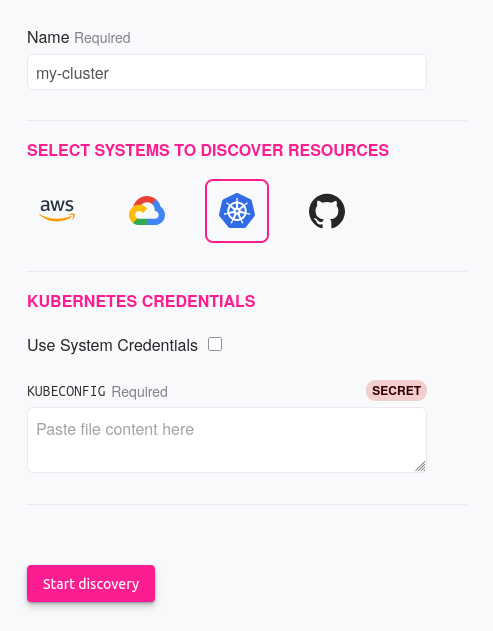 Name Required
my-cluster
SELECT SYSTEMS TO DISCOVER RESOURCES
aws
KUBERNETES CREDENTIALS
Use System Credentials
KUBECONFIG Required SECRET
Paste file content here
Start discovery